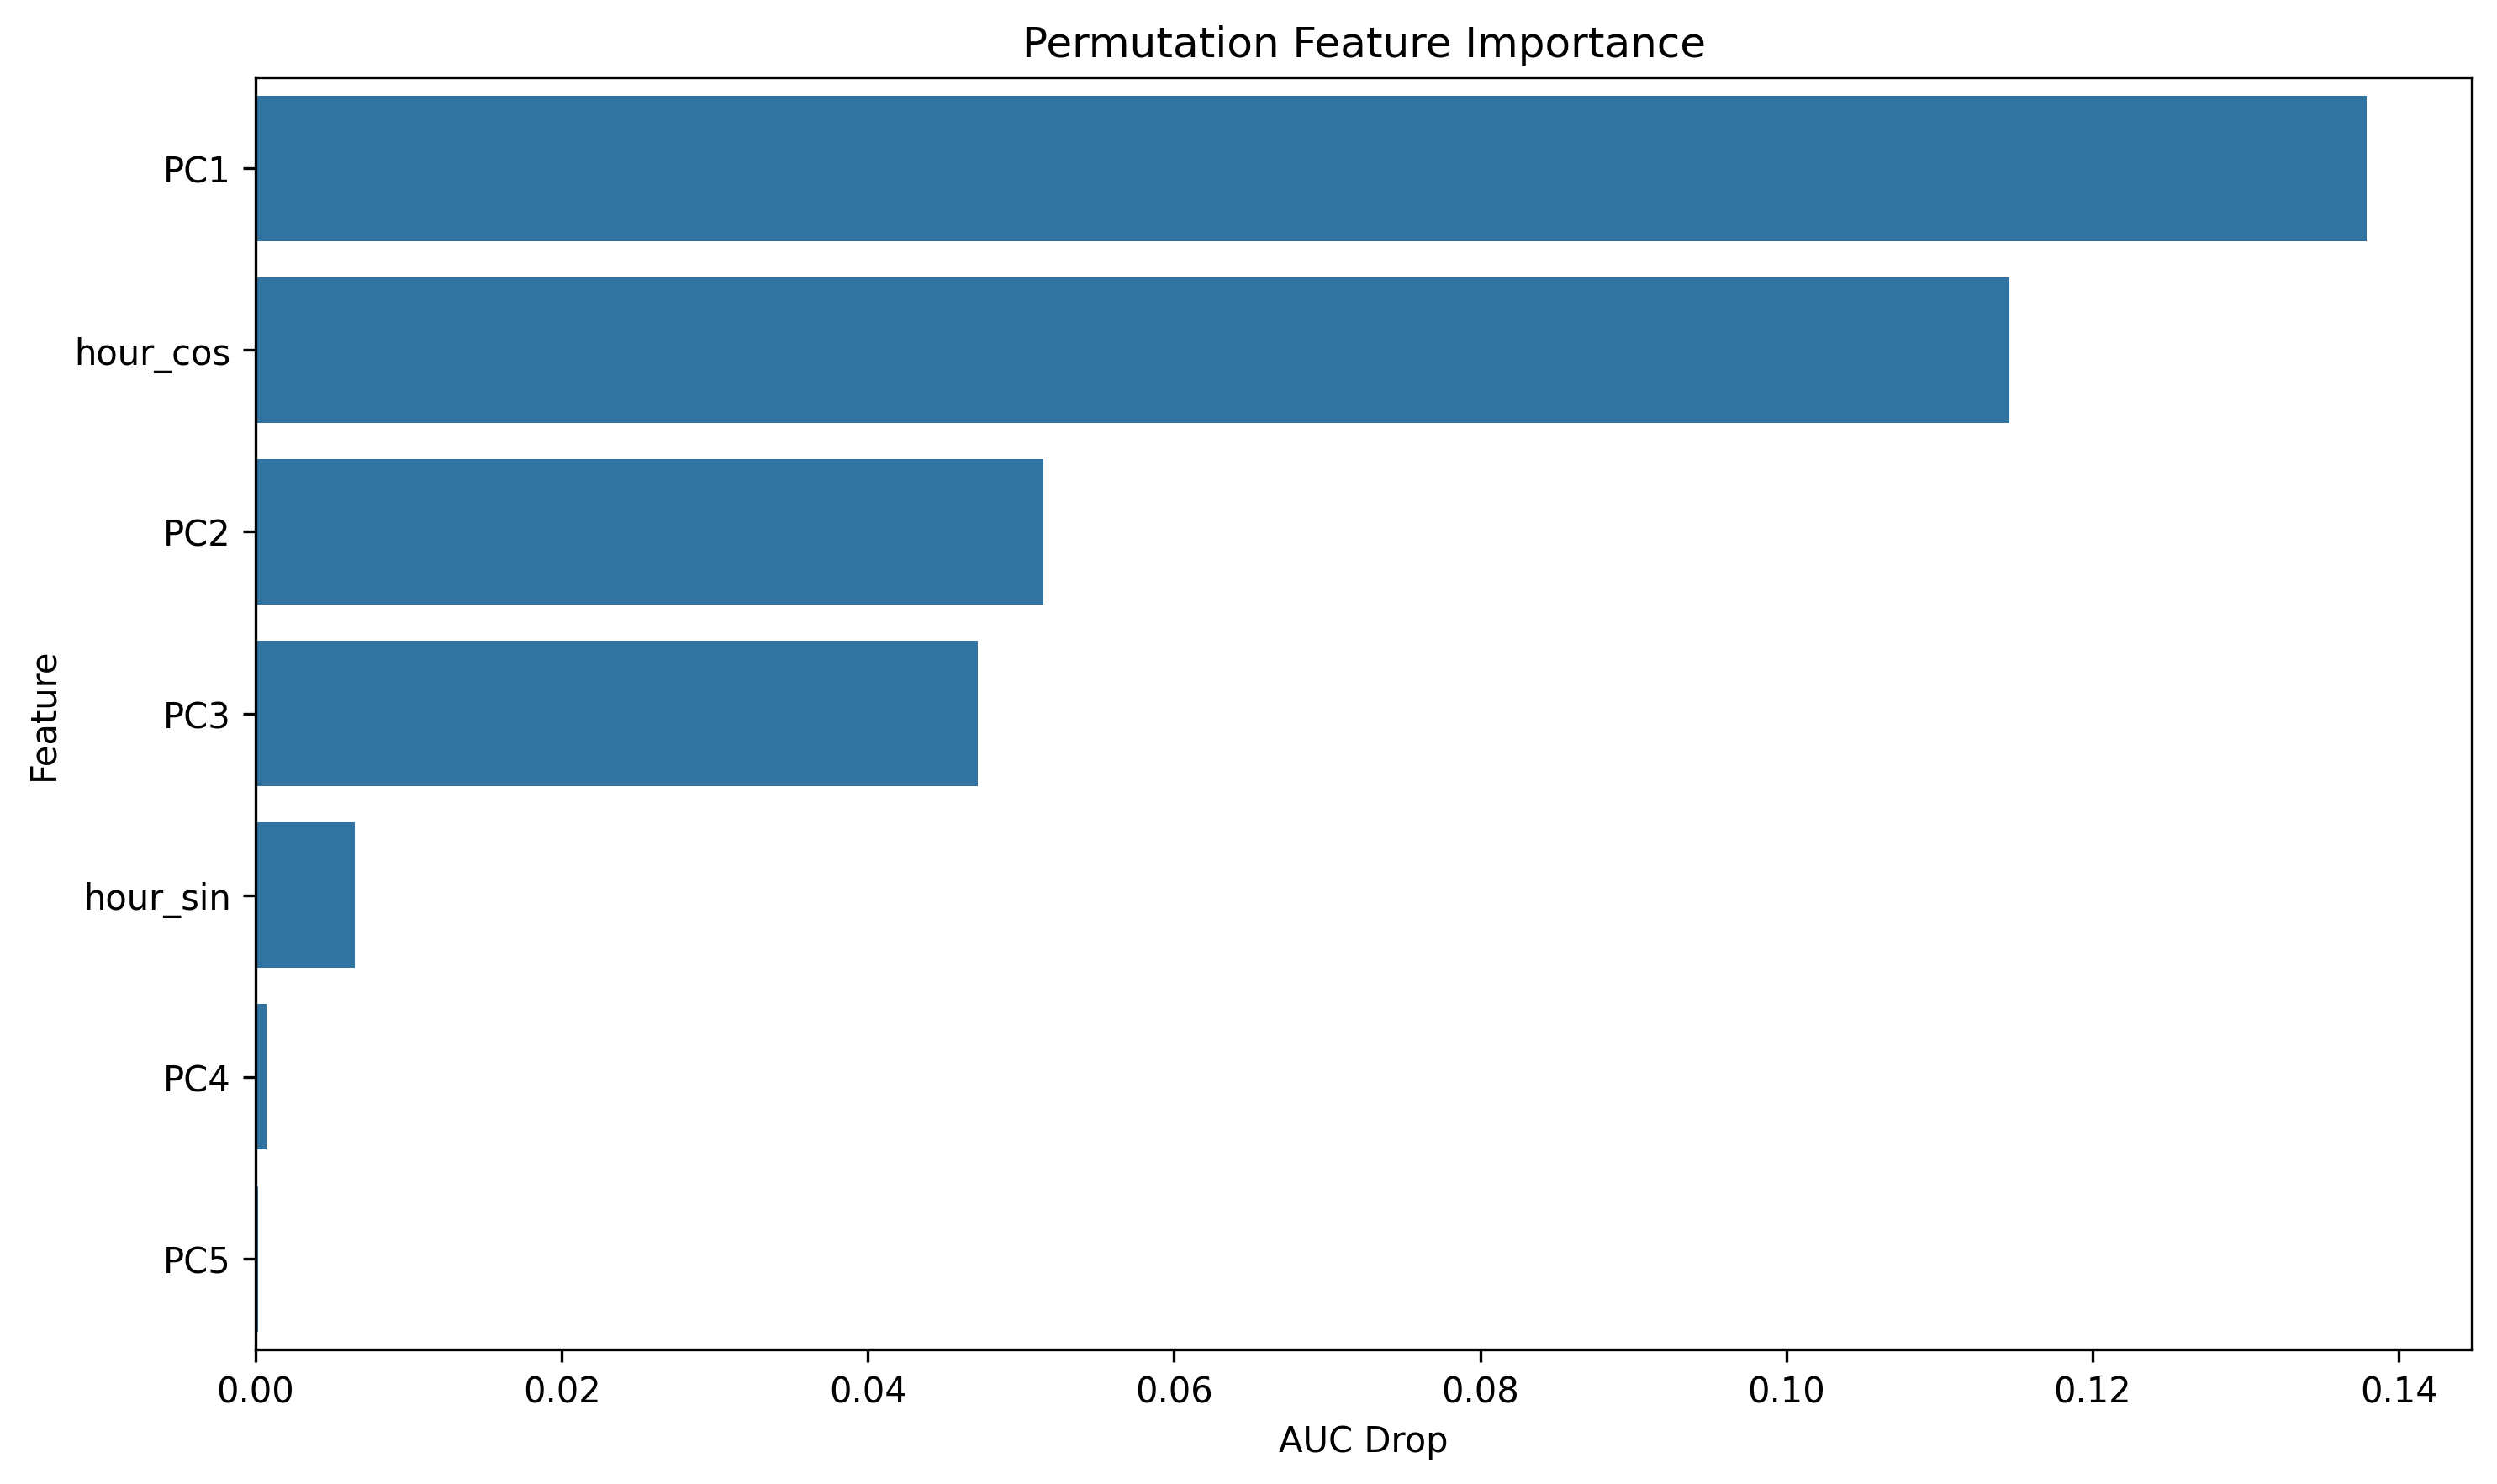 Permutation Feature Importance
Feature
PC1
hour_cos
PC2
PC3
hour_sin
PC4
PC5
0.00 0.02 0.04 0.06 0.08 0.10 0.12 0.14
AUC Drop